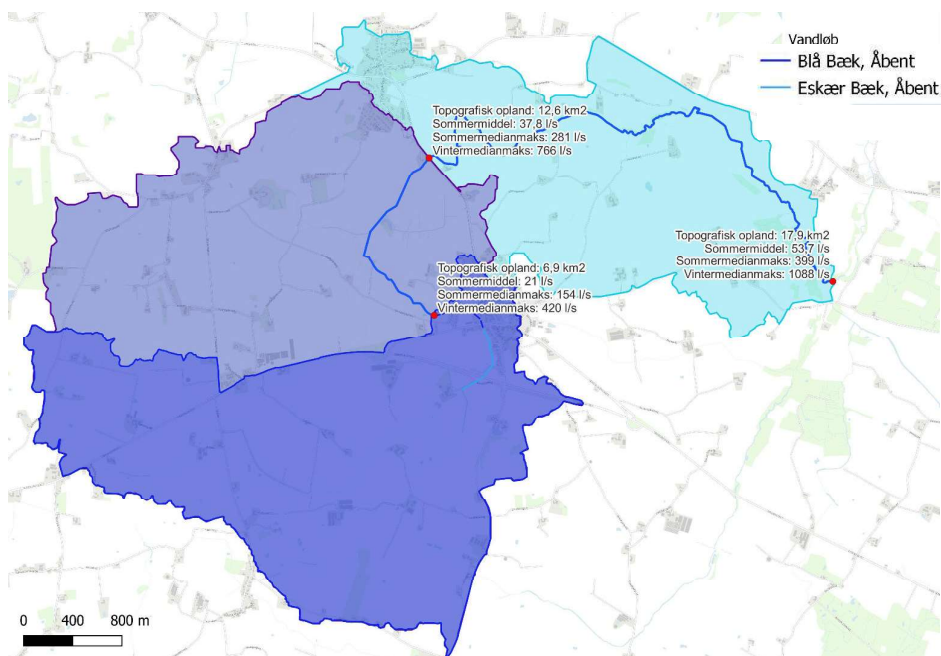 Vandløb
Blå Bæk, Åbent
Eskær Bæk, Åbent
Topografisk opland: 12,6 km2
Sommermiddel: 37,8 l/s
Sommermedianmaks: 281 l/s
Vintermedianmaks: 766 l/s
Topografisk opland: 17,9 km2
Sommermiddel: 53,7 l/s
Sommermedianmaks: 399 l/s
Vintermedianmaks: 1088 l/s
Topografisk opland: 6,9 km2
Sommermiddel: 21 l/s
Sommermedianmaks: 154 l/s
Vintermedianmaks: 420 l/s
0 400 800 m